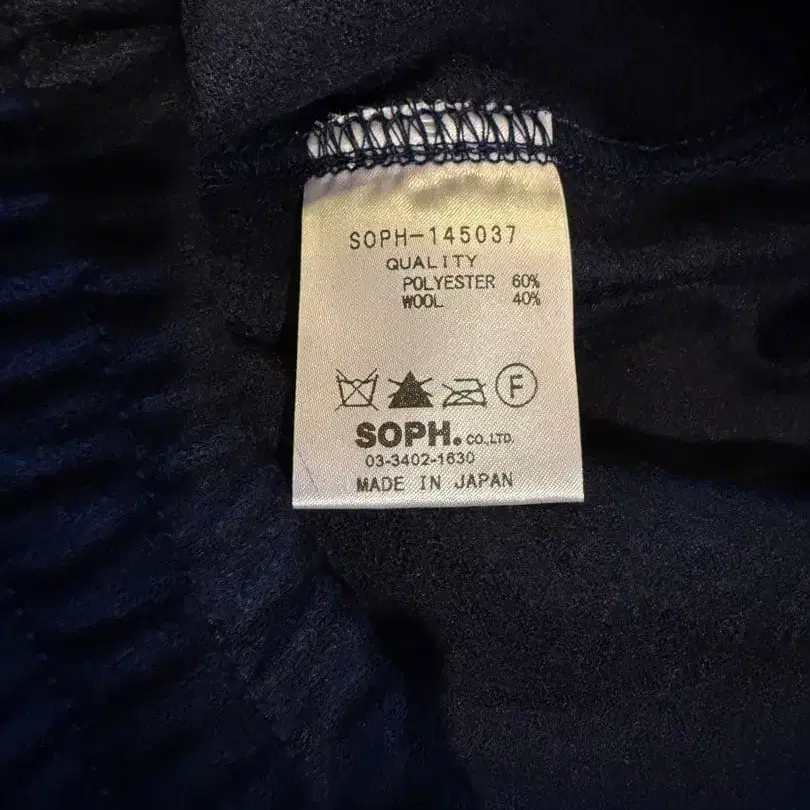 SOPH-145037
QUALITY
POLYESTER 60%
WOOL 40%
F
SOPH. CO.,LTD.
03-3402-1630
MADE IN JAPAN